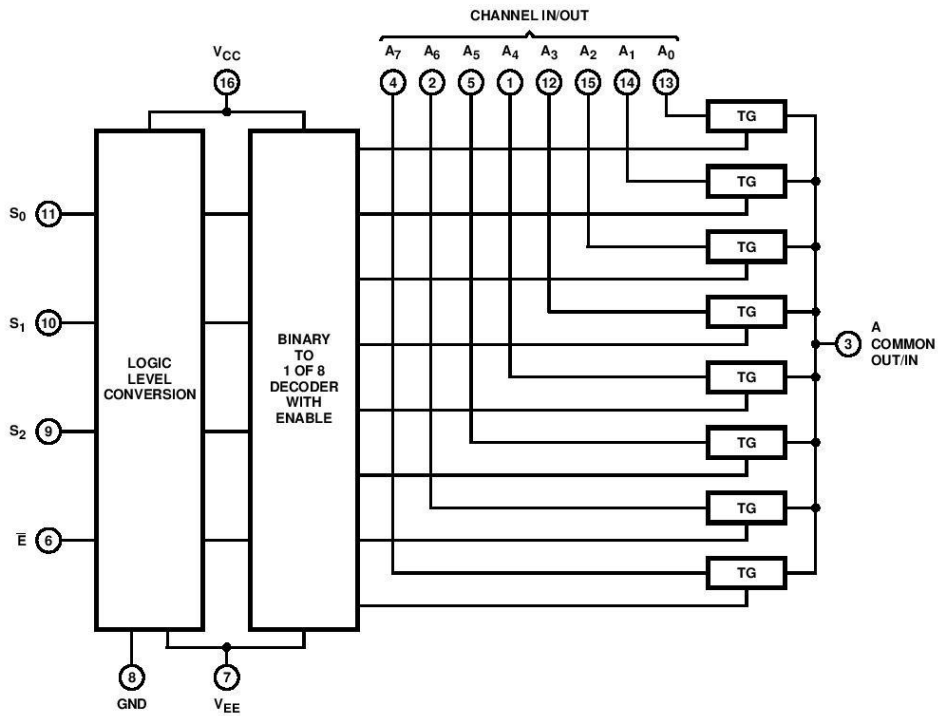 CHANNEL IN/OUT
VCC
A7 A6 A5 A4 A3 A2 A1 A0
16
4 2 5 1 12 15 14 13
TG
TG
S0 11
TG
TG
S1 10
A
COMMON
OUT/IN
3
BINARY
TO
1 OF 8
DECODER
WITH
ENABLE
LOGIC
LEVEL
CONVERSION
TG
S2 9
TG
TG
E̅ 6
TG
8
7
GND
VEE